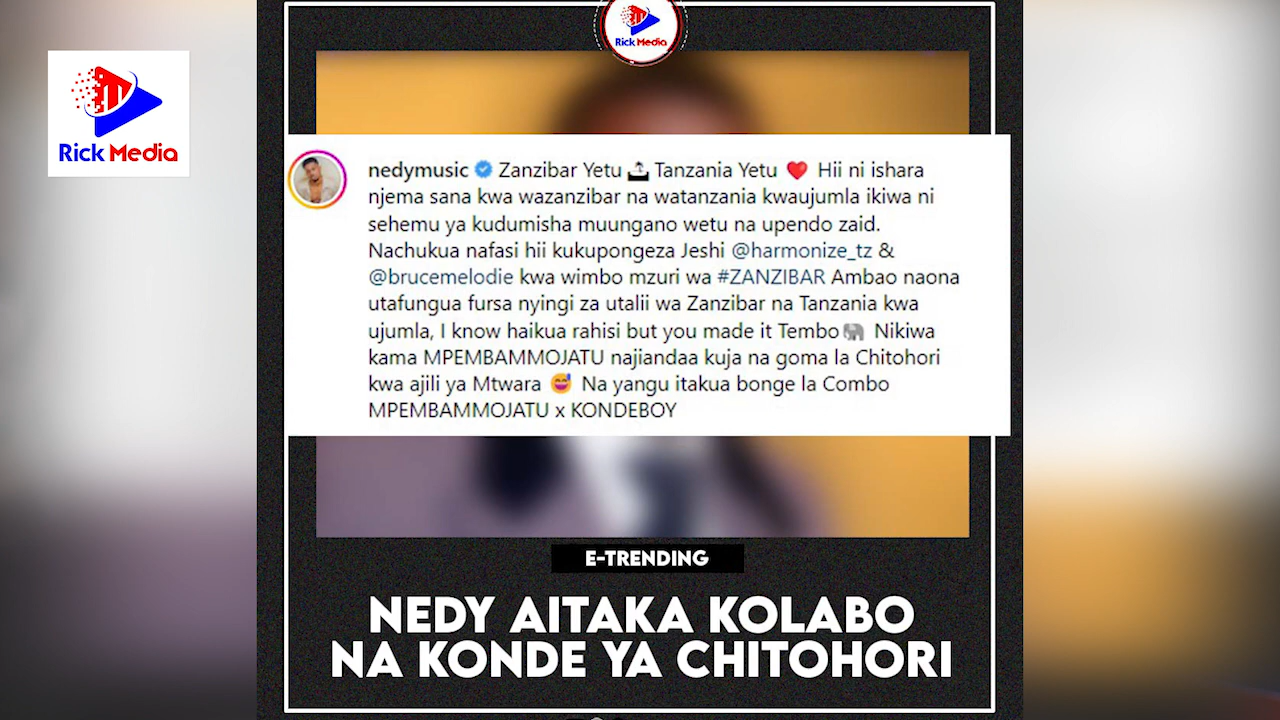 Rick Media
Rick Media
nedymusic Zanzibar Yetu Tanzania Yetu ❤️ Hii ni ishara
njema sana kwa wazanzibar na watanzania kwaujumla ikiwa ni
sehemu ya kudumisha muungano wetu na upendo zaid.
Nachukua nafasi hii kukupongeza Jeshi @harmonize_tz &
@brucemelodie kwa wimbo mzuri wa #ZANZIBAR Ambao naona
utafungua fursa nyingi za utalii wa Zanzibar na Tanzania kwa
ujumla, I know haikua rahisi but you made it Tembo🐘 Nikiwa
kama MPEMBAMMOJATU najiandaa kuja na goma la Chitohori
kwa ajili ya Mtwara 😅 Na yangu itakua bonge la Combo
MPEMBAMMOJATU x KONDEBOY
E-TRENDING
NEDY AITAKA KOLABO
NA KONDE YA CHITOHORI